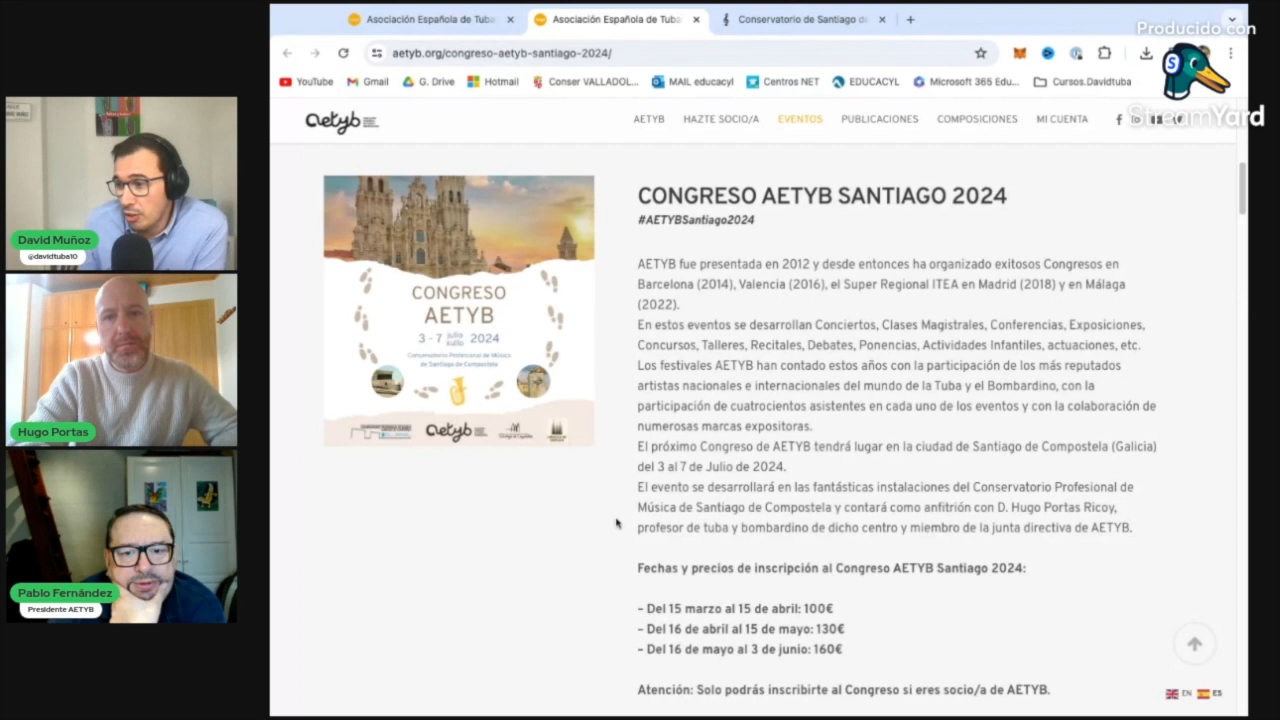 Asociación Española de Tuba
Asociación Española de Tuba
Conservatorio de Santiago d
Producido con
StreamYard
aetyb.org/congreso-aetyb-santiago-2024/
YouTube
Gmail
G. Drive
Hotmail
Conser VALLADOL...
MAIL educacyl
Centros NET
EDUCACYL
Microsoft 365 Edu...
Cursos.Davidtuba
aetyb
AETYB
HAZTE SOCIO/A
EVENTOS
PUBLICACIONES
COMPOSICIONES
MI CUENTA
David Muñoz
@davidtuba10
Hugo Portas
Pablo Fernández
Presidente AETYB
CONGRESO
AETYB
3 - 7 julio xullo 2024
Conservatorio Profesional de Música
de Santiago de Compostela
aetyb
CONGRESO AETYB SANTIAGO 2024
#AETYBSantiago2024
AETYB fue presentada en 2012 y desde entonces ha organizado exitosos Congresos en
Barcelona (2014), Valencia (2016), el Super Regional ITEA en Madrid (2018) y en Málaga
(2022).
En estos eventos se desarrollan Conciertos, Clases Magistrales, Conferencias, Exposiciones,
Concursos, Talleres, Recitales, Debates, Ponencias, Actividades Infantiles, actuaciones, etc.
Los festivales AETYB han contado estos años con la participación de los más reputados
artistas nacionales e internacionales del mundo de la Tuba y el Bombardino, con la
participación de cuatrocientos asistentes en cada uno de los eventos y con la colaboración de
numerosas marcas expositoras.
El próximo Congreso de AETYB tendrá lugar en la ciudad de Santiago de Compostela (Galicia)
del 3 al 7 de Julio de 2024.
El evento se desarrollará en las fantásticas instalaciones del Conservatorio Profesional de
Música de Santiago de Compostela y contará como anfitrión con D. Hugo Portas Ricoy,
profesor de tuba y bombardino de dicho centro y miembro de la junta directiva de AETYB.
Fechas y precios de inscripción al Congreso AETYB Santiago 2024:
– Del 15 marzo al 15 de abril: 100€
– Del 16 de abril al 15 de mayo: 130€
– Del 16 de mayo al 3 de junio: 160€
Atención: Solo podrás inscribirte al Congreso si eres socio/a de AETYB.
EN
ES